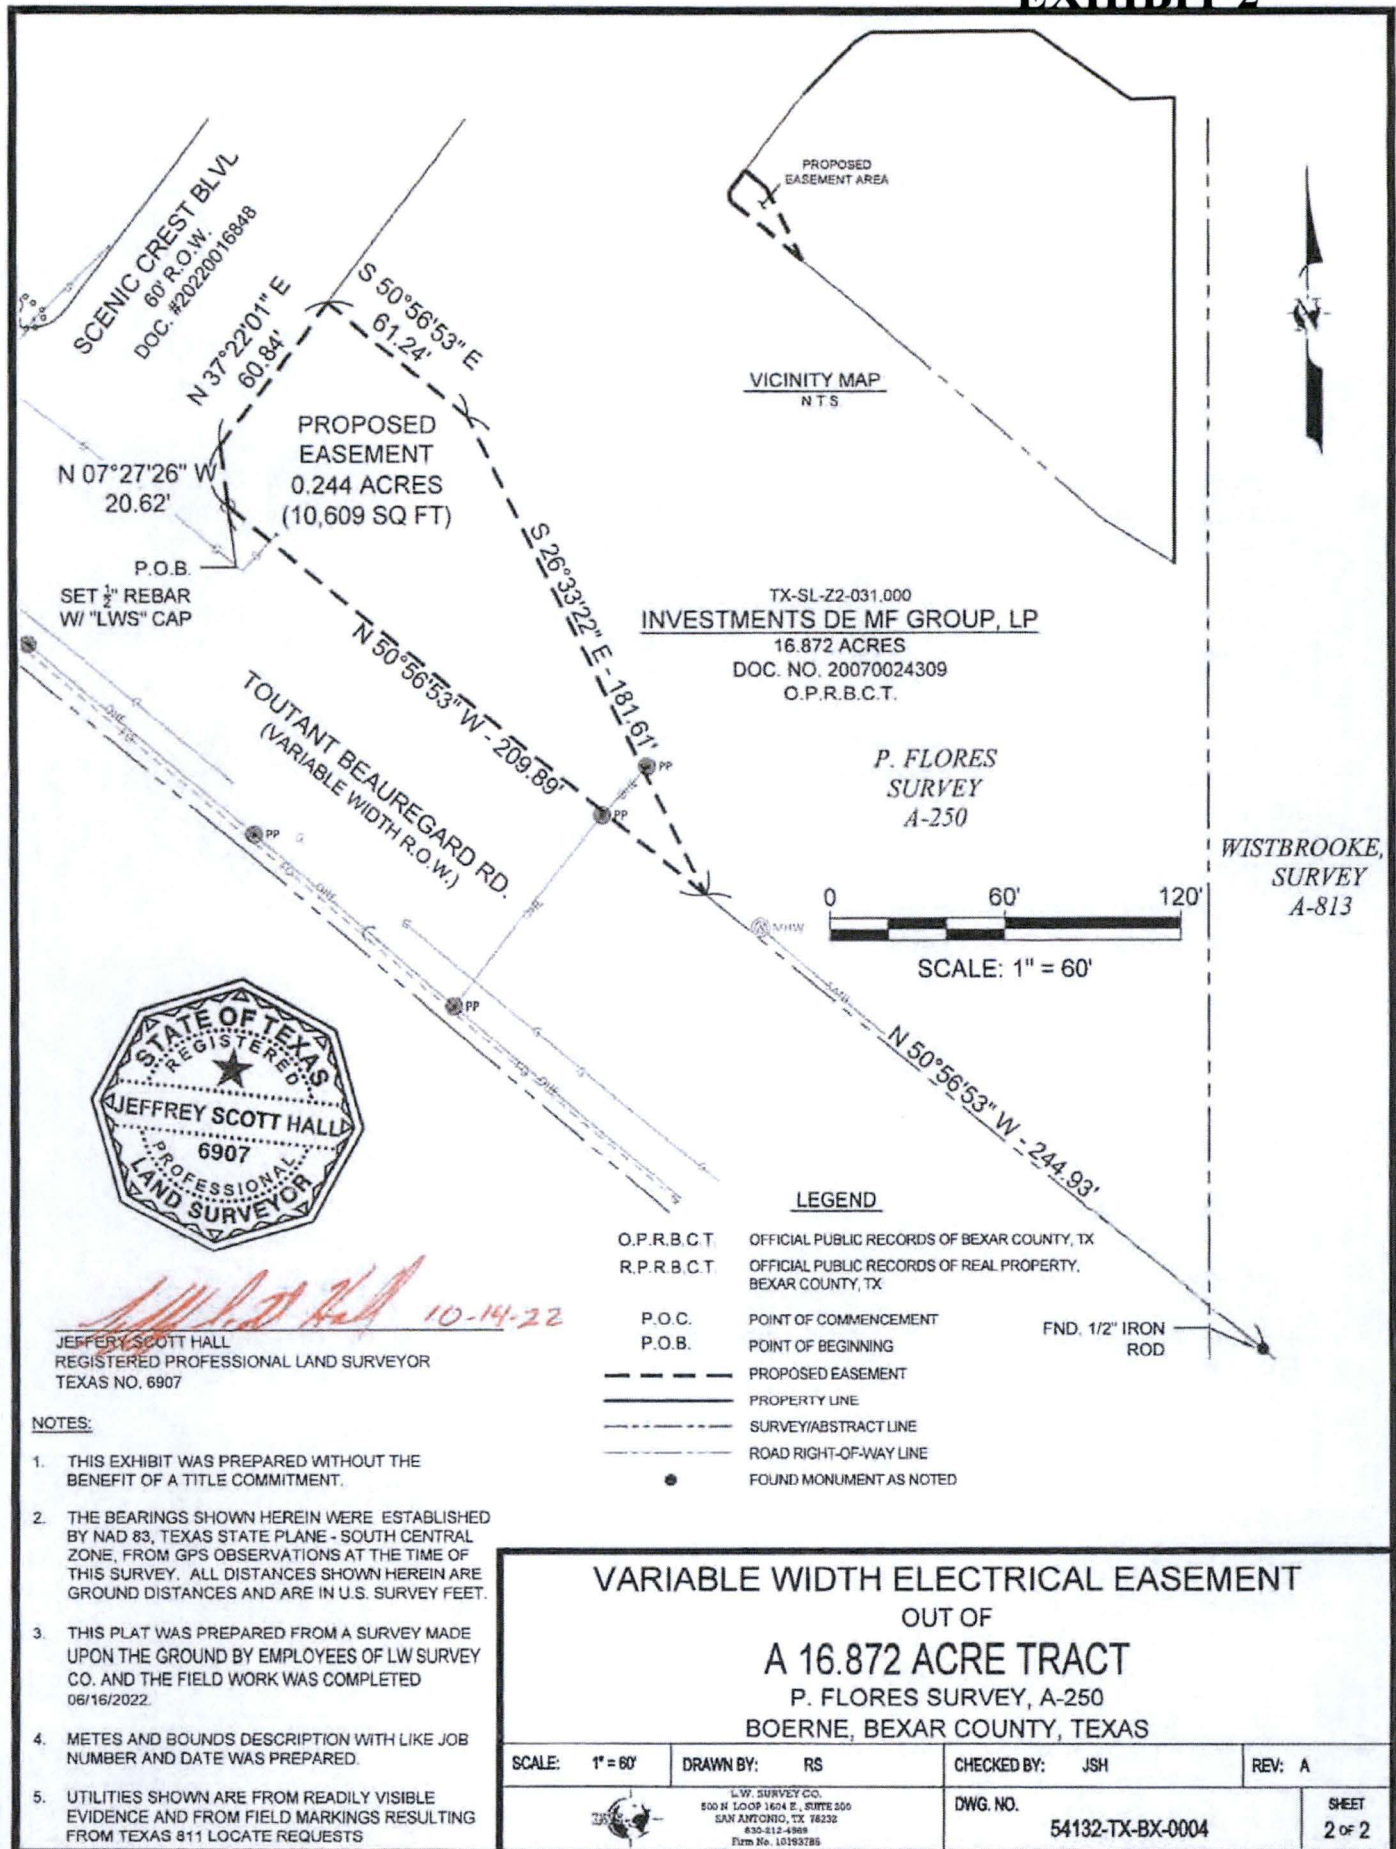 EXHIBIT 2
SCENIC CREST BLVL
60' R.O.W.
DOC. #20220016848
N 37°22'01" E
60.84'
S 50°56'53" E
61.24'
PROPOSED
EASEMENT AREA
VICINITY MAP
N T S
PROPOSED
EASEMENT
0.244 ACRES
(10,609 SQ FT)
N 07°27'26" W
20.62'
P.O.B.
SET 1/2" REBAR
W/ "LWS" CAP
S 26°33'22" E - 181.61'
N 50°56'53" W - 209.89'
TX-SL-Z2-031.000
INVESTMENTS DE MF GROUP, LP
16.872 ACRES
DOC. NO. 20070024309
O.P.R.B.C.T.
TOUTANT BEAUREGARD RD.
(VARIABLE WIDTH R.O.W.)
P. FLORES
SURVEY
A-250
WISTBROOKE,
SURVEY
A-813
PP
PP
PP
PP
0 60' 120'
SCALE: 1" = 60'
N 50°56'53" W - 244.93'
STATE OF TEXAS
REGISTERED
JEFFREY SCOTT HALL
6907
PROFESSIONAL
LAND SURVEYOR
Jeff Scott Hall 10-14-22
JEFFERY SCOTT HALL
REGISTERED PROFESSIONAL LAND SURVEYOR
TEXAS NO. 6907
LEGEND
O.P.R.B.C.T. OFFICIAL PUBLIC RECORDS OF BEXAR COUNTY, TX
R.P.R.B.C.T. OFFICIAL PUBLIC RECORDS OF REAL PROPERTY,
BEXAR COUNTY, TX
P.O.C. POINT OF COMMENCEMENT
P.O.B. POINT OF BEGINNING
PROPOSED EASEMENT
PROPERTY LINE
SURVEY/ABSTRACT LINE
ROAD RIGHT-OF-WAY LINE
FOUND MONUMENT AS NOTED
FND. 1/2" IRON
ROD
NOTES:
1. THIS EXHIBIT WAS PREPARED WITHOUT THE
BENEFIT OF A TITLE COMMITMENT.
2. THE BEARINGS SHOWN HEREIN WERE ESTABLISHED
BY NAD 83, TEXAS STATE PLANE - SOUTH CENTRAL
ZONE, FROM GPS OBSERVATIONS AT THE TIME OF
THIS SURVEY. ALL DISTANCES SHOWN HEREIN ARE
GROUND DISTANCES AND ARE IN U.S. SURVEY FEET.
3. THIS PLAT WAS PREPARED FROM A SURVEY MADE
UPON THE GROUND BY EMPLOYEES OF LW SURVEY
CO. AND THE FIELD WORK WAS COMPLETED
06/16/2022.
4. METES AND BOUNDS DESCRIPTION WITH LIKE JOB
NUMBER AND DATE WAS PREPARED.
5. UTILITIES SHOWN ARE FROM READILY VISIBLE
EVIDENCE AND FROM FIELD MARKINGS RESULTING
FROM TEXAS 811 LOCATE REQUESTS
VARIABLE WIDTH ELECTRICAL EASEMENT
OUT OF
A 16.872 ACRE TRACT
P. FLORES SURVEY, A-250
BOERNE, BEXAR COUNTY, TEXAS
SCALE: 1" = 60' DRAWN BY: RS CHECKED BY: JSH REV: A
L.W. SURVEY CO.
500 N LOOP 1604 E., SUITE 200
SAN ANTONIO, TX 78232
830-212-4969
Firm No. 10193785
DWG. NO.
54132-TX-BX-0004
SHEET
2 OF 2